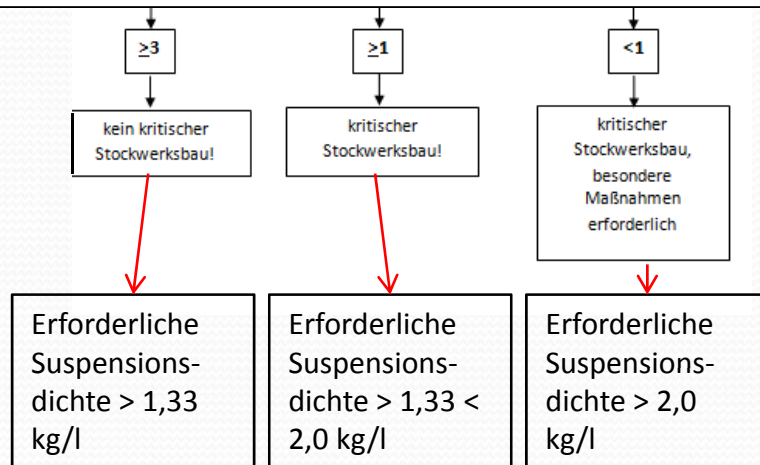 ≥3
kein kritischer
Stockwerksbau!
Erforderliche
Suspensions-
dichte > 1,33
kg/l
≥1
kritischer
Stockwerksbau!
Erforderliche
Suspensions-
dichte > 1,33 <
2,0 kg/l
<1
kritischer
Stockwerksbau,
besondere
Maßnahmen
erforderlich
Erforderliche
Suspensions-
dichte > 2,0
kg/l